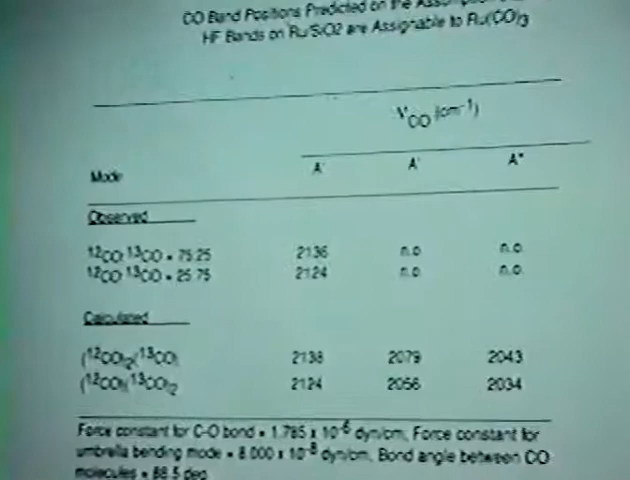 CO Band Positions Predicted on the
HF Bands on Ru/SiO2 are Assignable to Ru(CO)3
νCO (cm-1)
Mode A' A' A"
Observed
12CO:13CO = 75:25 2136 n.o. n.o.
12CO:13CO = 25:75 2124 n.o. n.o.
Calculated
(12CO)2(13CO) 2138 2079 2043
(12CO)(13CO)2 2124 2056 2034
Force constant for C-O bond = 1.785 x 10-6 dyn/cm, Force constant for
umbrella bending mode = 8.000 x 10-8 dyn/cm, Bond angle between CO
molecules = 88.5 deg